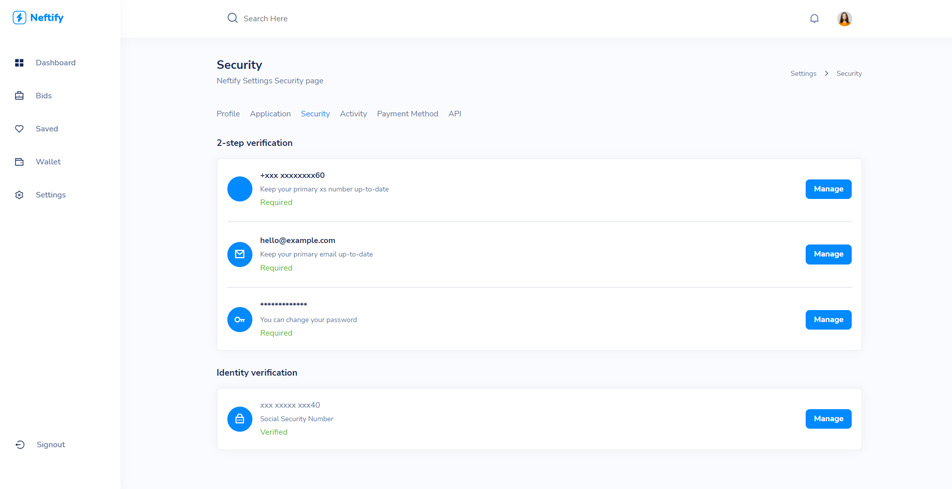 Neftify
Search Here
Dashboard
Bids
Saved
Wallet
Settings
Signout
Security
Neftify Settings Security page
Settings > Security
Profile Application Security Activity Payment Method API
2-step verification
+xxx xxxxxxxx60
Keep your primary xs number up-to-date
Required
Manage
hello@example.com
Keep your primary email up-to-date
Required
Manage
*************
You can change your password
Required
Manage
Identity verification
xxx xxxxx xxx40
Social Security Number
Verified
Manage